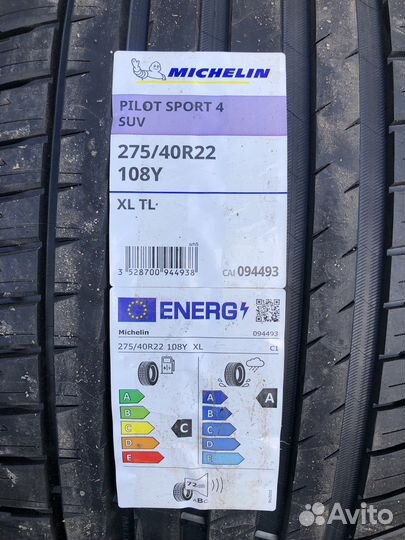 MICHELIN
PILOT SPORT 4
SUV
275/40R22
108Y
XL TL
3 528700 944938
CAI 094493
ENERG
Michelin
094493
275/40R22 108Y XL
C1
A
B
C
D
E
C
A
B
C
D
E
A
72
ABC
Avito